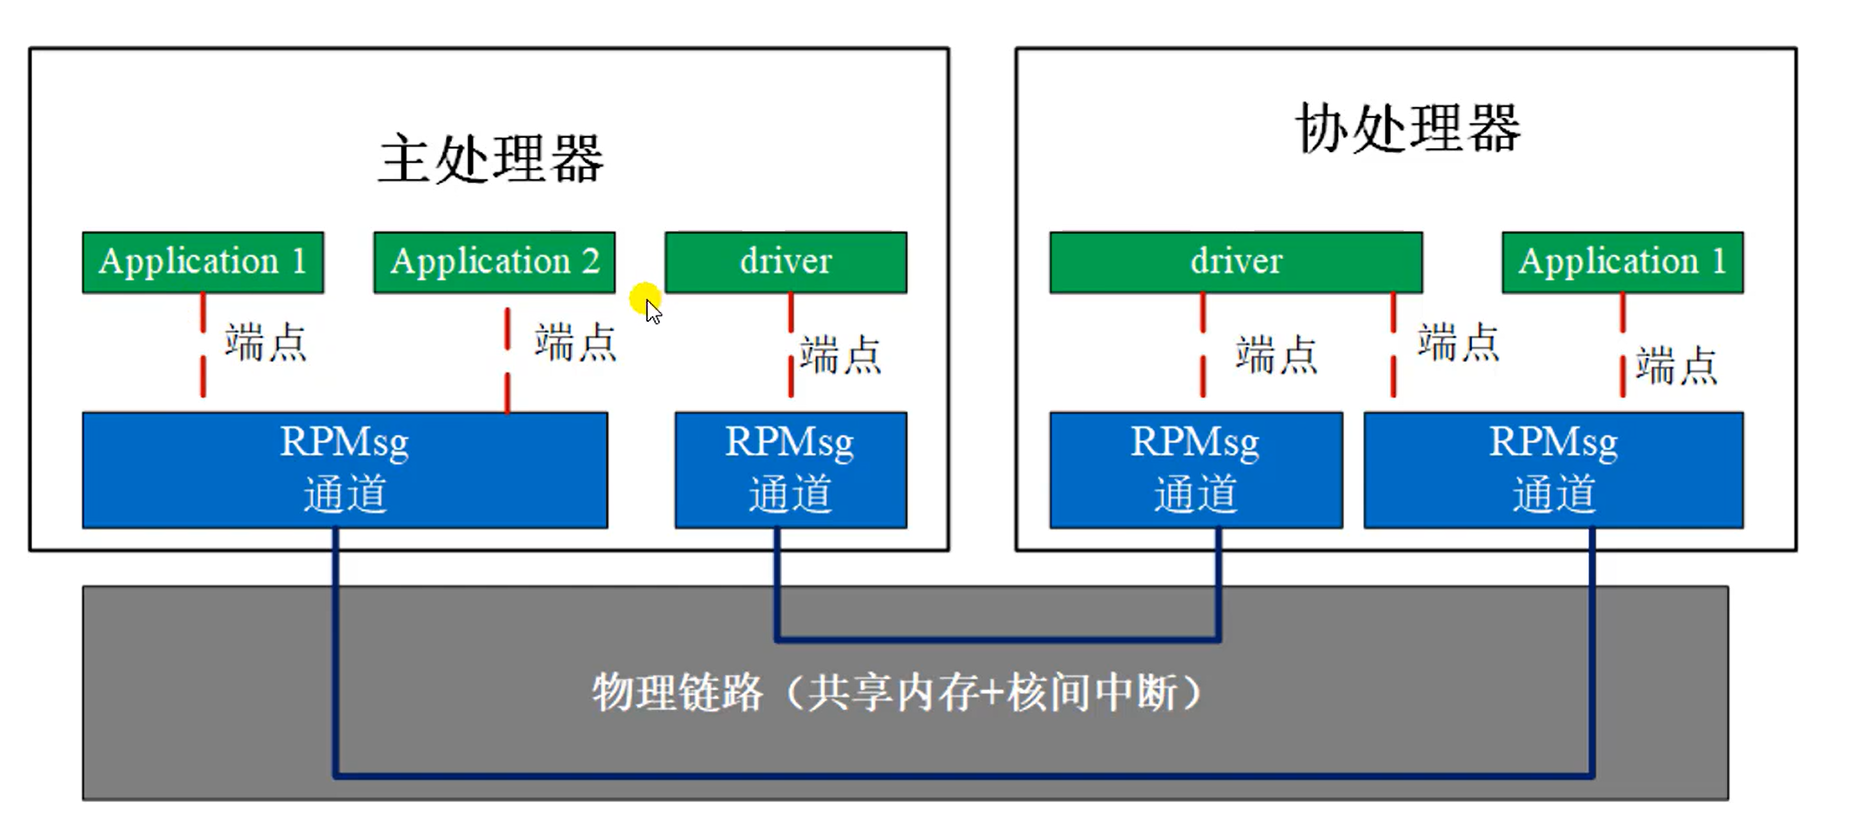 主处理器
Application 1
Application 2
driver
端点
端点
端点
RPMsg
通道
RPMsg
通道
协处理器
driver
Application 1
端点
端点
端点
RPMsg
通道
RPMsg
通道
物理链路（共享内存+核间中断）